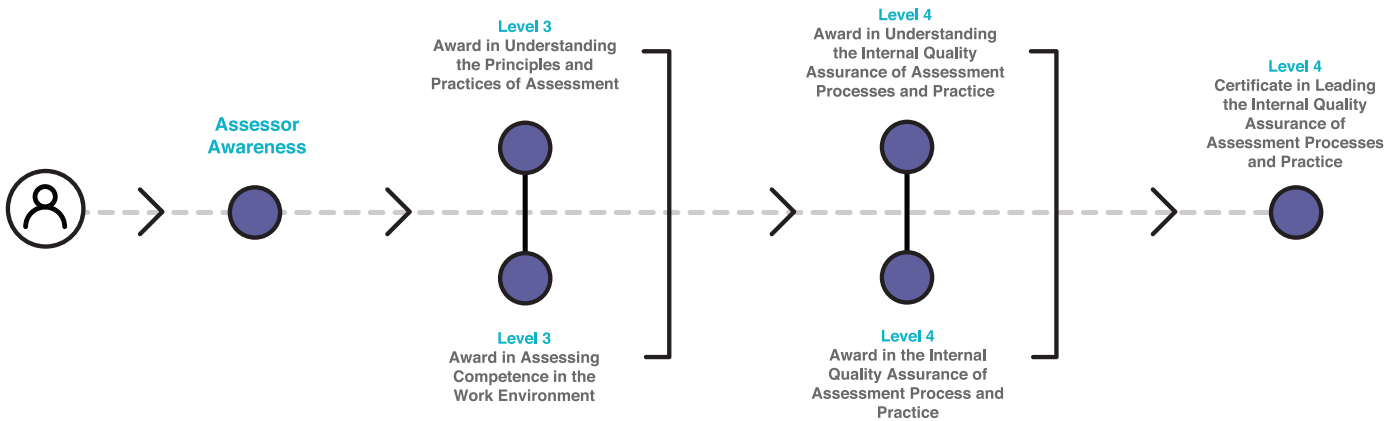 Assessor
Awareness
Level 3
Award in Understanding
the Principles and
Practices of Assessment
Level 3
Award in Assessing
Competence in the
Work Environment
Level 4
Award in Understanding
the Internal Quality
Assurance of Assessment
Processes and Practice
Level 4
Award in the Internal
Quality Assurance of
Assessment Process and
Practice
Level 4
Certificate in Leading
the Internal Quality
Assurance of
Assessment Processes
and Practice